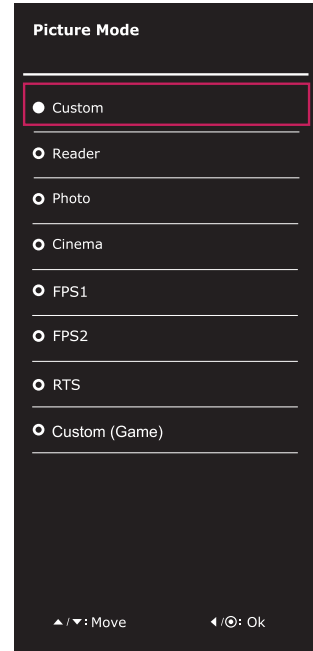 Picture Mode
Custom
Reader
Photo
Cinema
FPS1
FPS2
RTS
Custom (Game)
▲/▼: Move ◀/⦿: Ok